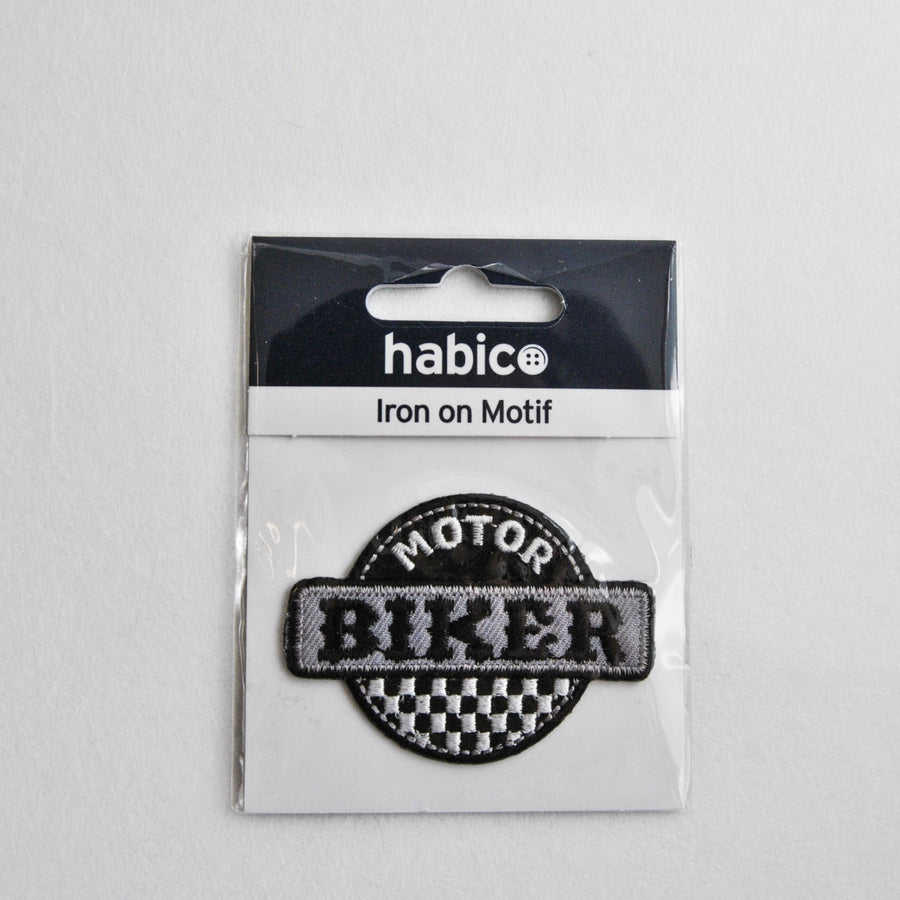 habico
Iron on Motif
MOTOR
BIKER